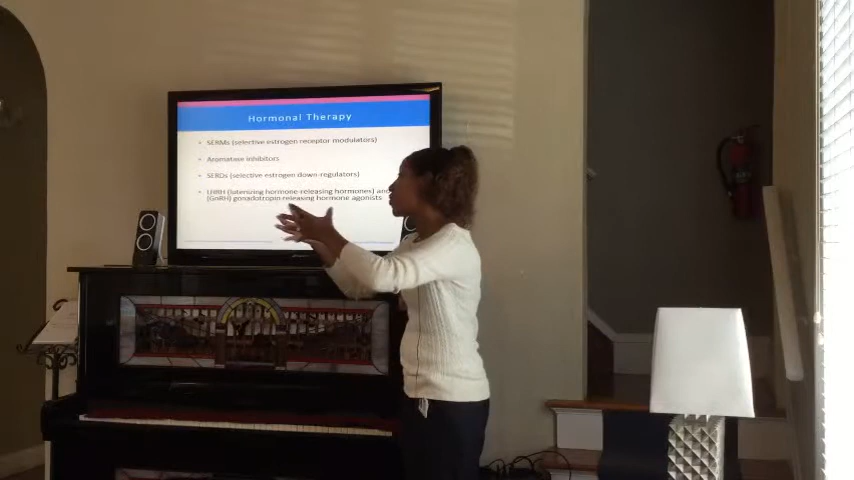 Hormonal Therapy
• SERMs (selective estrogen receptor modulators)
• Aromatase inhibitors
• SERDs (selective estrogen down-regulators)
• LHRH (lutenizing hormone-releasing hormones) and
(GnRH) gonadotropin-releasing hormone agonists